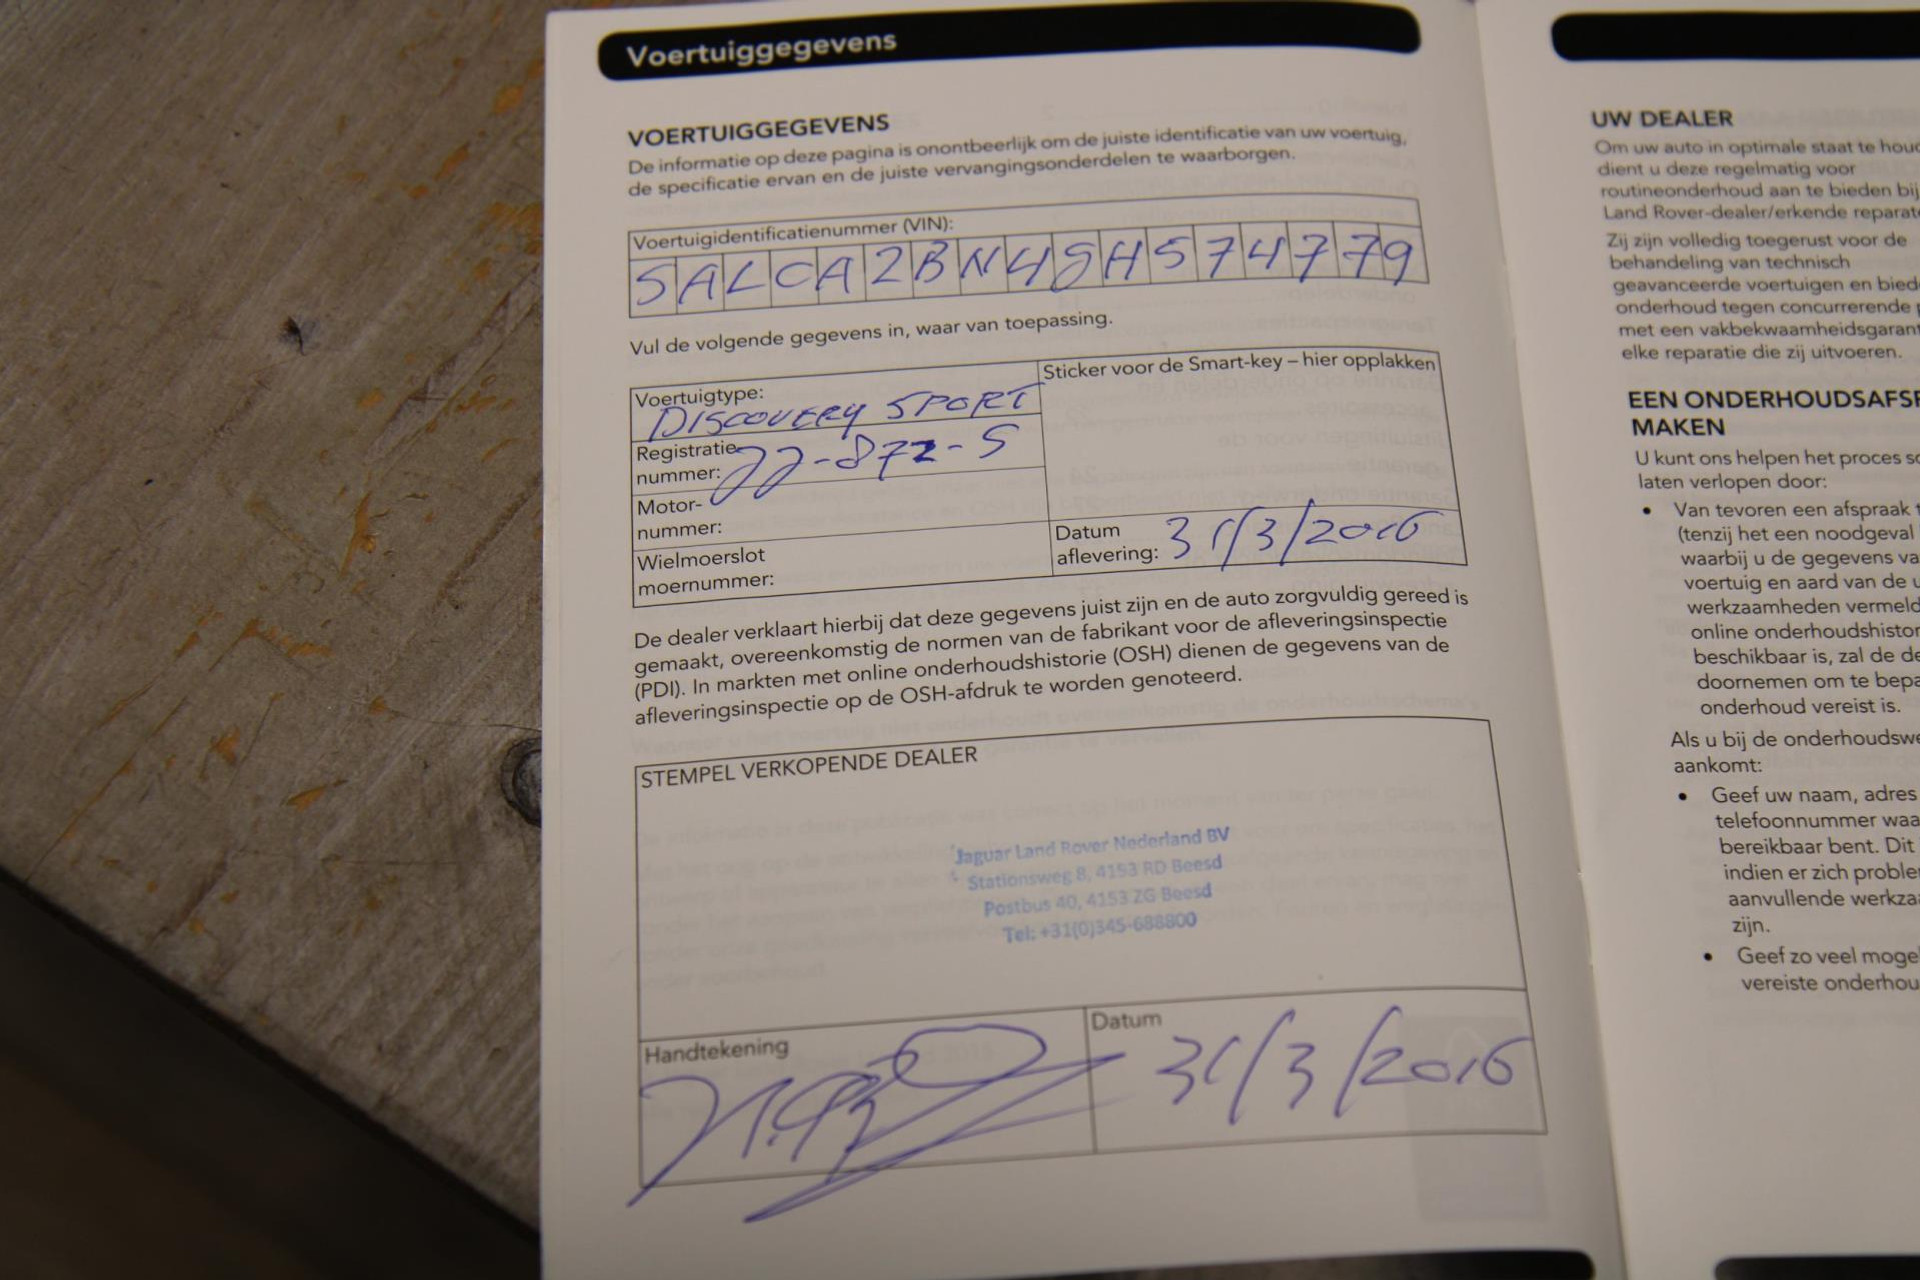 Voertuiggegevens
VOERTUIGGEGEVENS
De informatie op deze pagina is onontbeerlijk om de juiste identificatie van uw voertuig,
de specificatie ervan en de juiste vervangingsonderdelen te waarborgen.
Voertuigidentificatienummer (VIN):
SALCA2BN4GH574779
Vul de volgende gegevens in, waar van toepassing.
Voertuigtype:
DISCOVERY SPORT
Sticker voor de Smart-key – hier opplakken
Registratie
nummer: JJ-872-S
Motor-
nummer:
Wielmoerslot
moernummer:
Datum
aflevering: 31/3/2016
De dealer verklaart hierbij dat deze gegevens juist zijn en de auto zorgvuldig gereed is
gemaakt, overeenkomstig de normen van de fabrikant voor de afleveringsinspectie
(PDI). In markten met online onderhoudshistorie (OSH) dienen de gegevens van de
afleveringsinspectie op de OSH-afdruk te worden genoteerd.
STEMPEL VERKOPENDE DEALER
Jaguar Land Rover Nederland BV
Stationsweg 8, 4153 RD Beesd
Postbus 40, 4153 ZG Beesd
Tel: +31(0)345-688800
Handtekening
Datum
31/3/2016
UW DEALER
Om uw auto in optimale staat te houd
dient u deze regelmatig voor
routineonderhoud aan te bieden bij
Land Rover-dealer/erkende reparate
Zij zijn volledig toegerust voor de
behandeling van technisch
geavanceerde voertuigen en bied
onderhoud tegen concurrerende p
met een vakbekwaamheidsgarant
elke reparatie die zij uitvoeren.
EEN ONDERHOUDSAFSP
MAKEN
U kunt ons helpen het proces so
laten verlopen door:
• Van tevoren een afspraak t
(tenzij het een noodgeval
waarbij u de gegevens va
voertuig en aard van de u
werkzaamheden vermeld
online onderhoudshistor
beschikbaar is, zal de de
doornemen om te bepa
onderhoud vereist is.
Als u bij de onderhoudswe
aankomt:
• Geef uw naam, adres
telefoonnummer waa
bereikbaar bent. Dit
indien er zich proble
aanvullende werkza
zijn.
• Geef zo veel mogel
vereiste onderhou